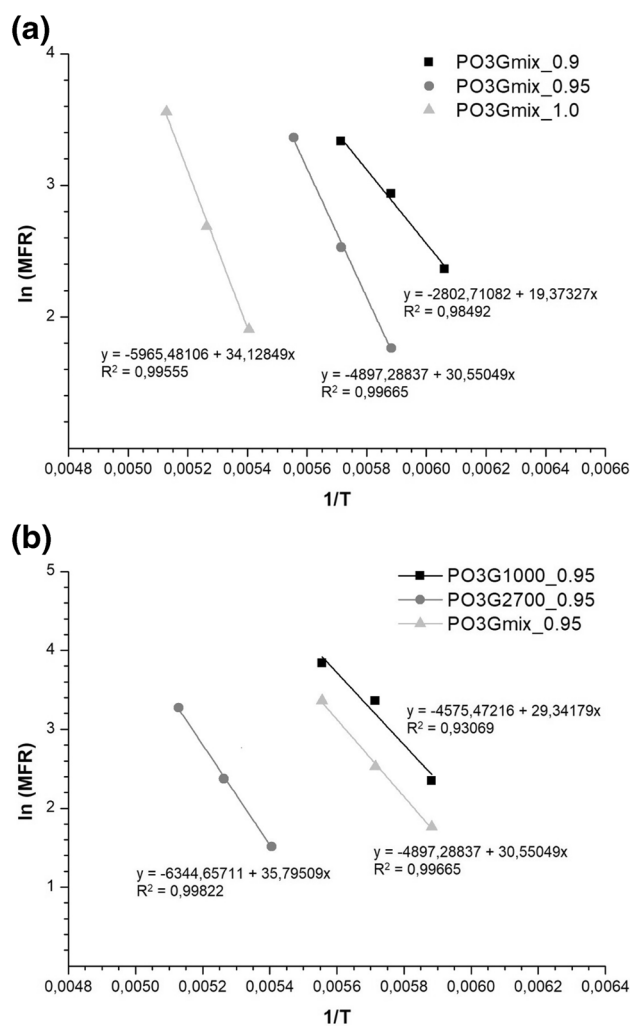 (a)
4
3
2
ln (MFR)
PO3Gmix_0.9
PO3Gmix_0.95
PO3Gmix_1.0
y = -2802,71082 + 19,37327x
R² = 0,98492
y = -5965,48106 + 34,12849x
R² = 0,99555
y = -4897,28837 + 30,55049x
R² = 0,99665
0,0048 0,0050 0,0052 0,0054 0,0056 0,0058 0,0060 0,0062 0,0064 0,0066
1/T
(b)
5
4
3
2
1
ln (MFR)
PO3G1000_0.95
PO3G2700_0.95
PO3Gmix_0.95
y = -4575,47216 + 29,34179x
R² = 0,93069
y = -4897,28837 + 30,55049x
R² = 0,99665
y = -6344,65711 + 35,79509x
R² = 0,99822
0,0048 0,0050 0,0052 0,0054 0,0056 0,0058 0,0060 0,0062 0,0064
1/T